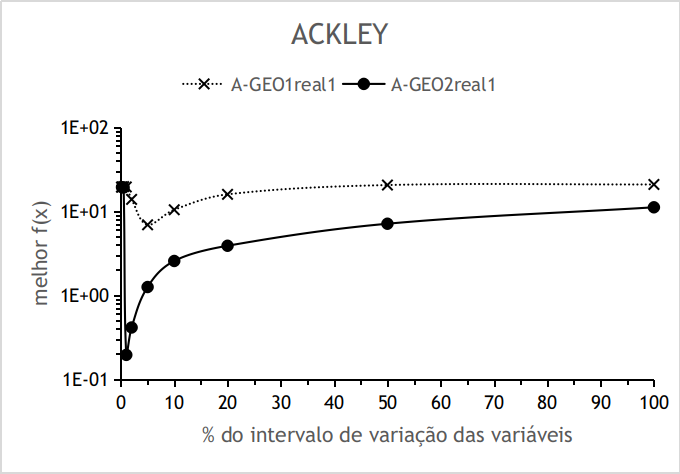 ACKLEY
A-GEO1real1 A-GEO2real1
1E+02
1E+01
1E+00
1E-01
melhor f(x)
0 10 20 30 40 50 60 70 80 90 100
% do intervalo de variação das variáveis